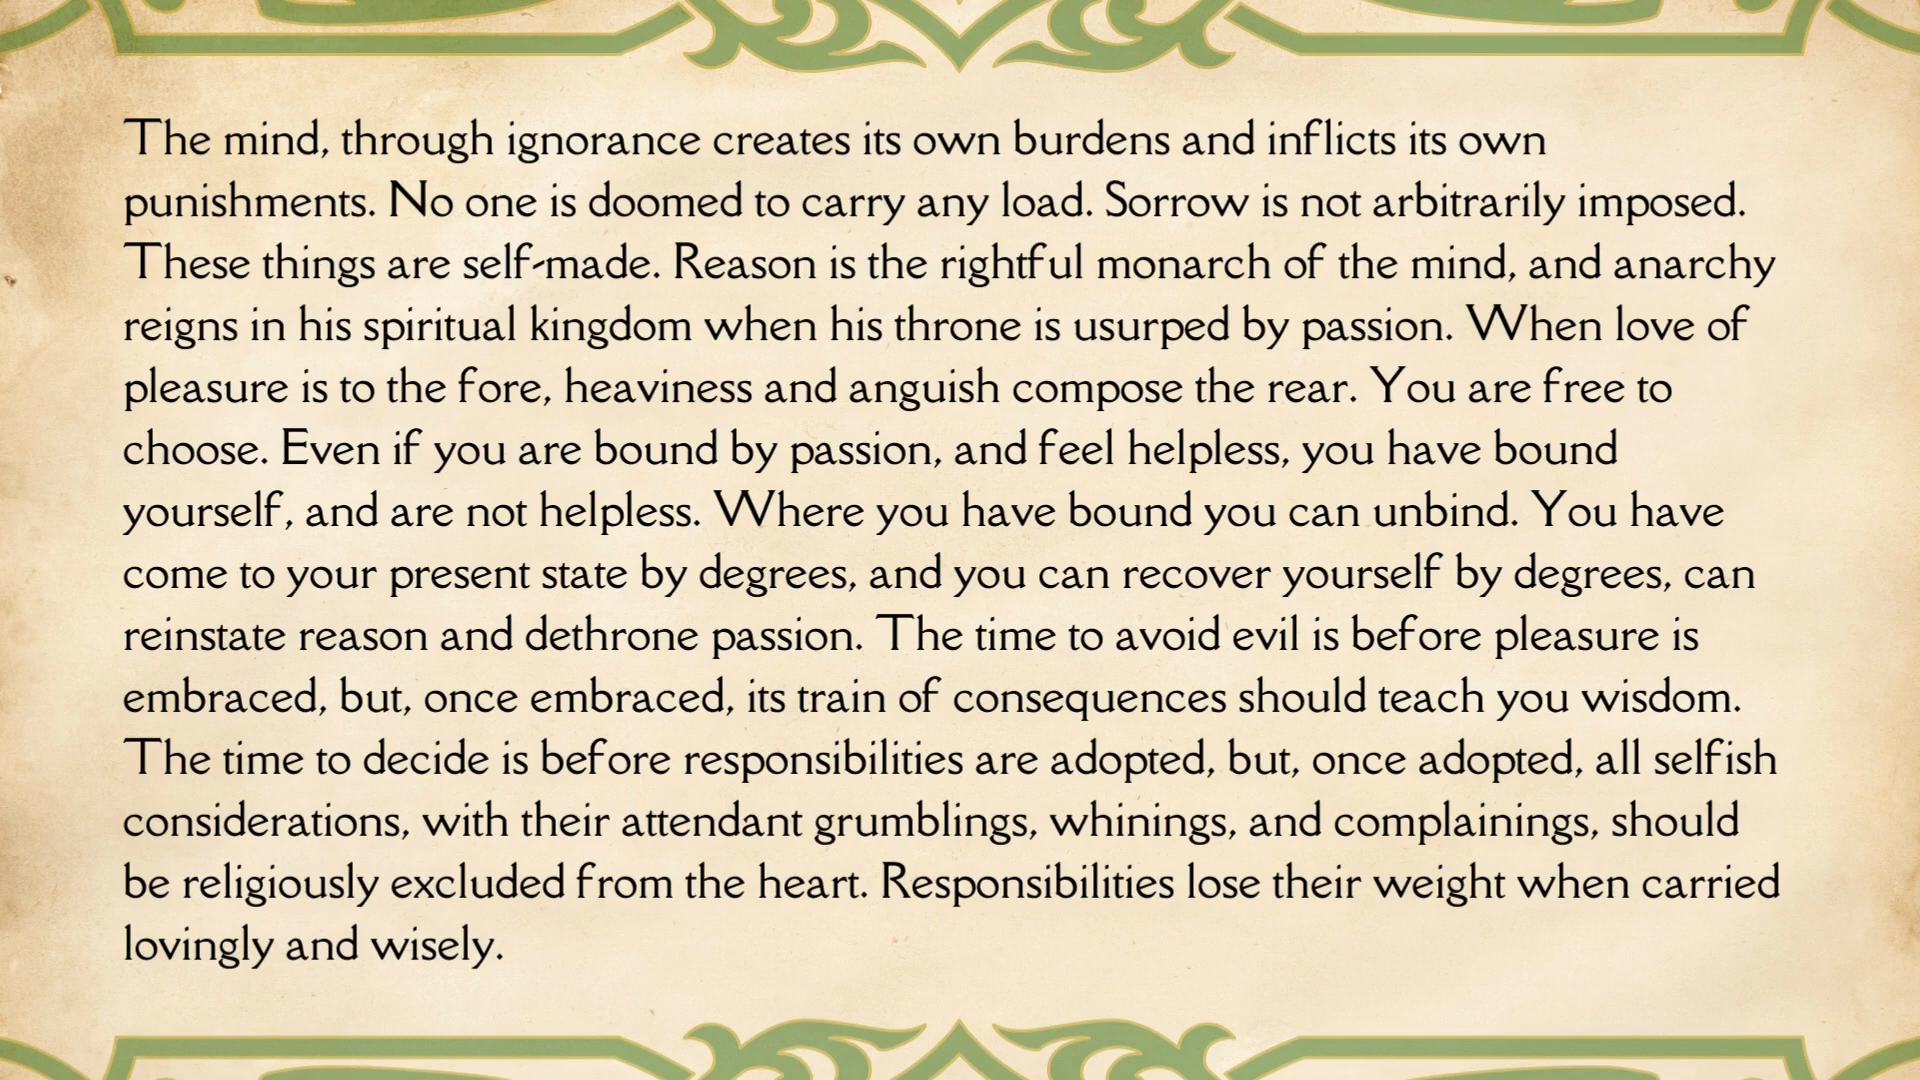 The mind, through ignorance creates its own burdens and inflicts its own
punishments. No one is doomed to carry any load. Sorrow is not arbitrarily imposed.
These things are self-made. Reason is the rightful monarch of the mind, and anarchy
reigns in his spiritual kingdom when his throne is usurped by passion. When love of
pleasure is to the fore, heaviness and anguish compose the rear. You are free to
choose. Even if you are bound by passion, and feel helpless, you have bound
yourself, and are not helpless. Where you have bound you can unbind. You have
come to your present state by degrees, and you can recover yourself by degrees, can
reinstate reason and dethrone passion. The time to avoid evil is before pleasure is
embraced, but, once embraced, its train of consequences should teach you wisdom.
The time to decide is before responsibilities are adopted, but, once adopted, all selfish
considerations, with their attendant grumblings, whinings, and complainings, should
be religiously excluded from the heart. Responsibilities lose their weight when carried
lovingly and wisely.